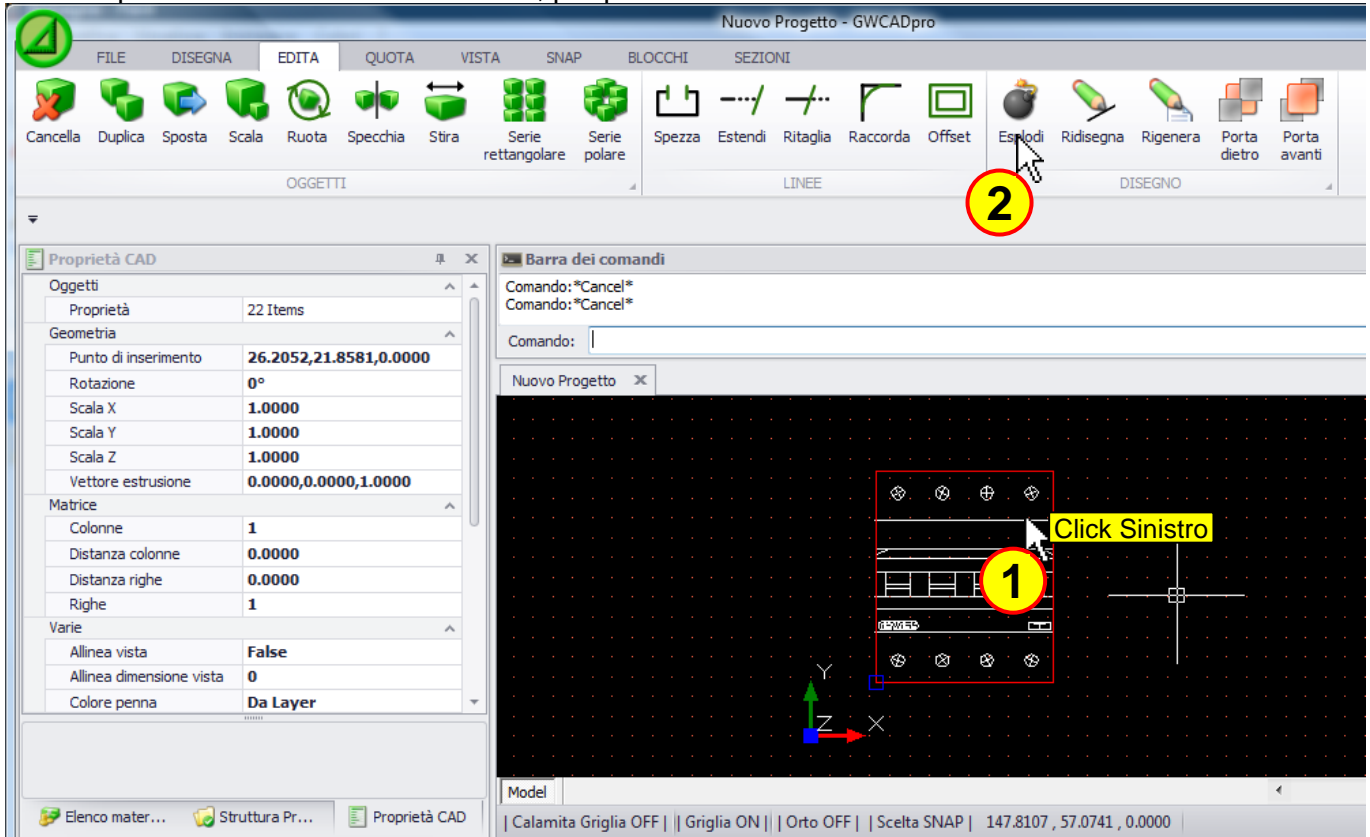 Nuovo Progetto - GWCADpro
FILE DISEGNA EDITA QUOTA VISTA SNAP BLOCCHI SEZIONI
Cancella Duplica Sposta Scala Ruota Specchia Stira Serie rettangolare Serie polare Spezza Estendi Ritaglia Raccorda Offset Esplodi Ridisegna Rigenera Porta dietro Porta avanti
OGGETTI LINEE DISEGNO
2
Proprietà CAD
Oggetti
Proprietà 22 Items
Geometria
Punto di inserimento 26.2052,21.8581,0.0000
Rotazione 0°
Scala X 1.0000
Scala Y 1.0000
Scala Z 1.0000
Vettore estrusione 0.0000,0.0000,1.0000
Matrice
Colonne 1
Distanza colonne 0.0000
Distanza righe 0.0000
Righe 1
Varie
Allinea vista False
Allinea dimensione vista 0
Colore penna Da Layer
Elenco mater... Struttura Pr... Proprietà CAD
Barra dei comandi
Comando:*Cancel*
Comando:*Cancel*
Comando:
Nuovo Progetto
Click Sinistro
1
Y
Z X
Model
| Calamita Griglia OFF | | Griglia ON | | Orto OFF | | Scelta SNAP | 147.8107 , 57.0741 , 0.0000